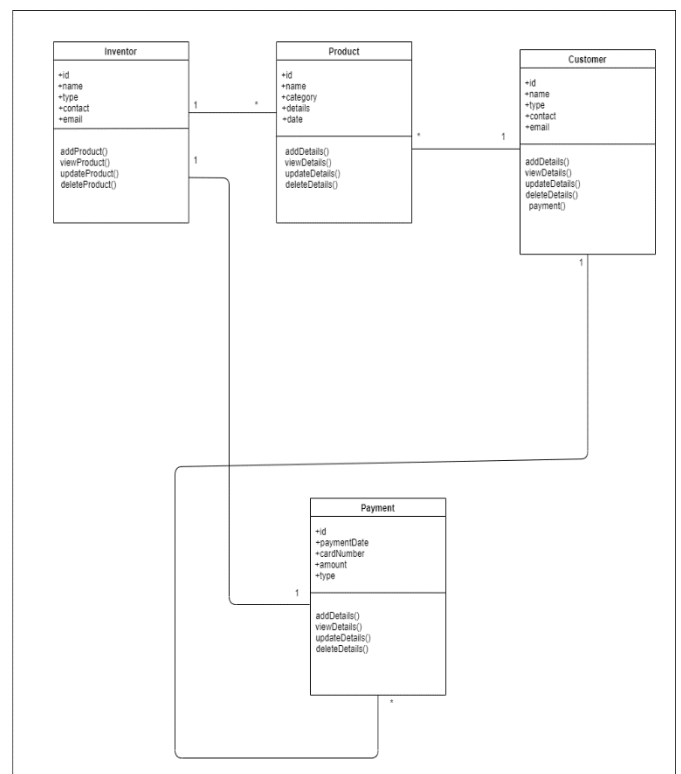 Inventor
+id
+name
+type
+contact
+email
addProduct()
viewProduct()
updateProduct()
deleteProduct()
1
*
1
Product
+id
+name
+category
+details
+date
addDetails()
viewDetails()
updateDetails()
deleteDetails()
*
1
Customer
+id
+name
+type
+contact
+email
addDetails()
viewDetails()
updateDetails()
deleteDetails()
payment()
1
Payment
+id
+paymentDate
+cardNumber
+amount
+type
addDetails()
viewDetails()
updateDetails()
deleteDetails()
1
*